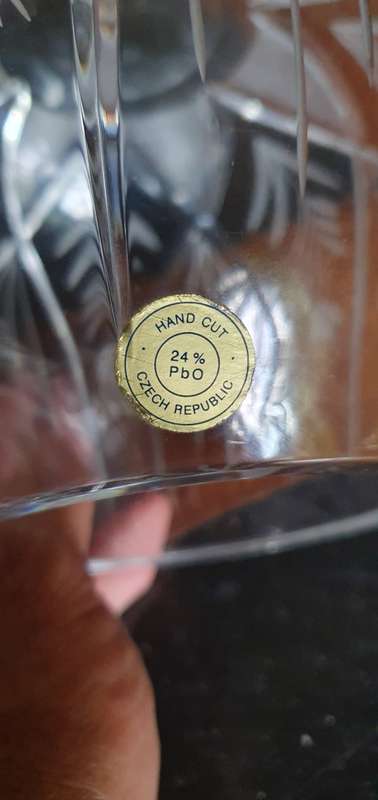 HAND CUT
24 %
PbO
CZECH REPUBLIC